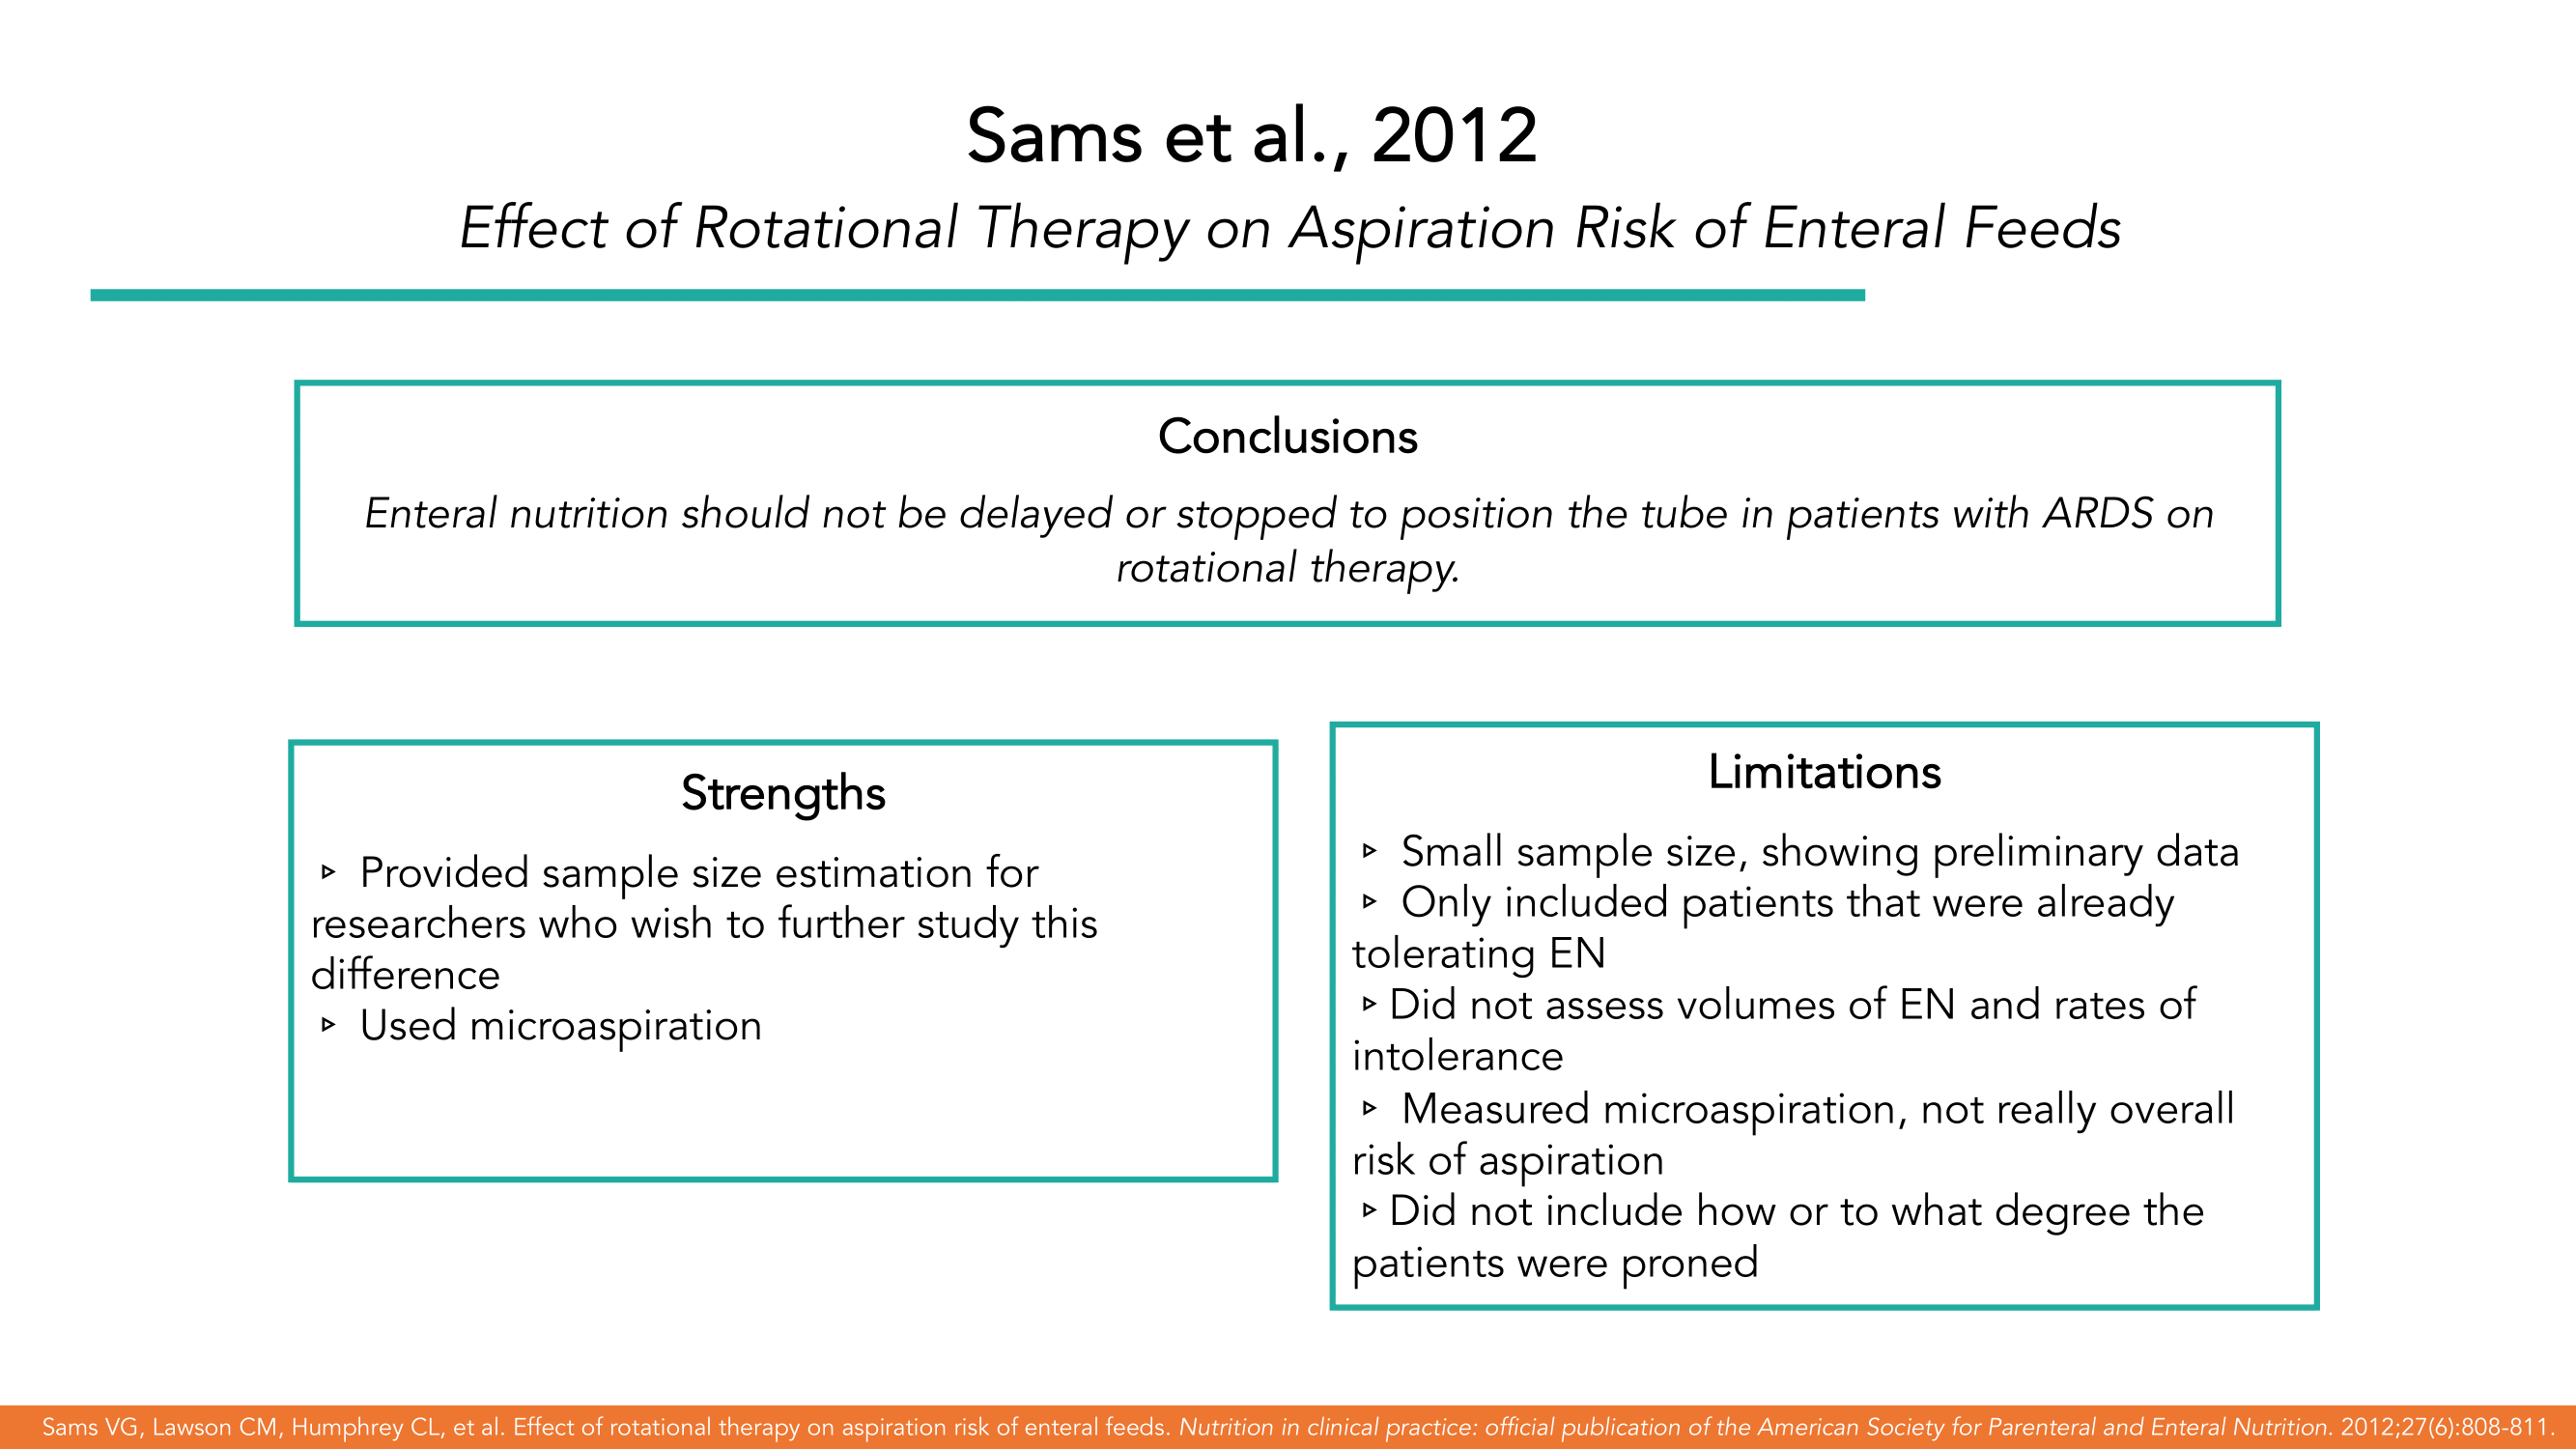 Sams et al., 2012
Effect of Rotational Therapy on Aspiration Risk of Enteral Feeds
Conclusions
Enteral nutrition should not be delayed or stopped to position the tube in patients with ARDS on
rotational therapy.
Strengths
▹ Provided sample size estimation for
researchers who wish to further study this
difference
▹ Used microaspiration
Limitations
▹ Small sample size, showing preliminary data
▹ Only included patients that were already
tolerating EN
▹ Did not assess volumes of EN and rates of
intolerance
▹ Measured microaspiration, not really overall
risk of aspiration
▹ Did not include how or to what degree the
patients were proned
Sams VG, Lawson CM, Humphrey CL, et al. Effect of rotational therapy on aspiration risk of enteral feeds. Nutrition in clinical practice: official publication of the American Society for Parenteral and Enteral Nutrition. 2012;27(6):808-811.